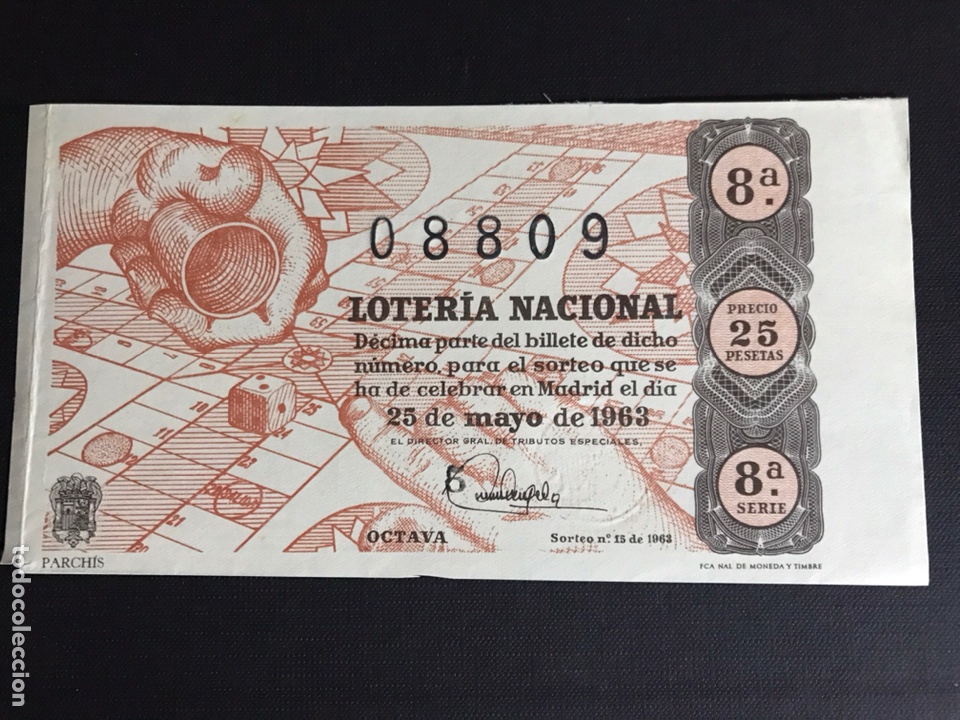 8ª.
08809
LOTERÍA NACIONAL
Décima parte del billete de dicho
número, para el sorteo que se
ha de celebrar en Madrid el día
25 de mayo de 1963
EL DIRECTOR GRAL. DE TRIBUTOS ESPECIALES,
PRECIO
25
PESETAS
8ª
SERIE
OCTAVA
Sorteo nº 15 de 1963
PARCHÍS
FCA NAL DE MONEDA Y TIMBRE
todocoleccion